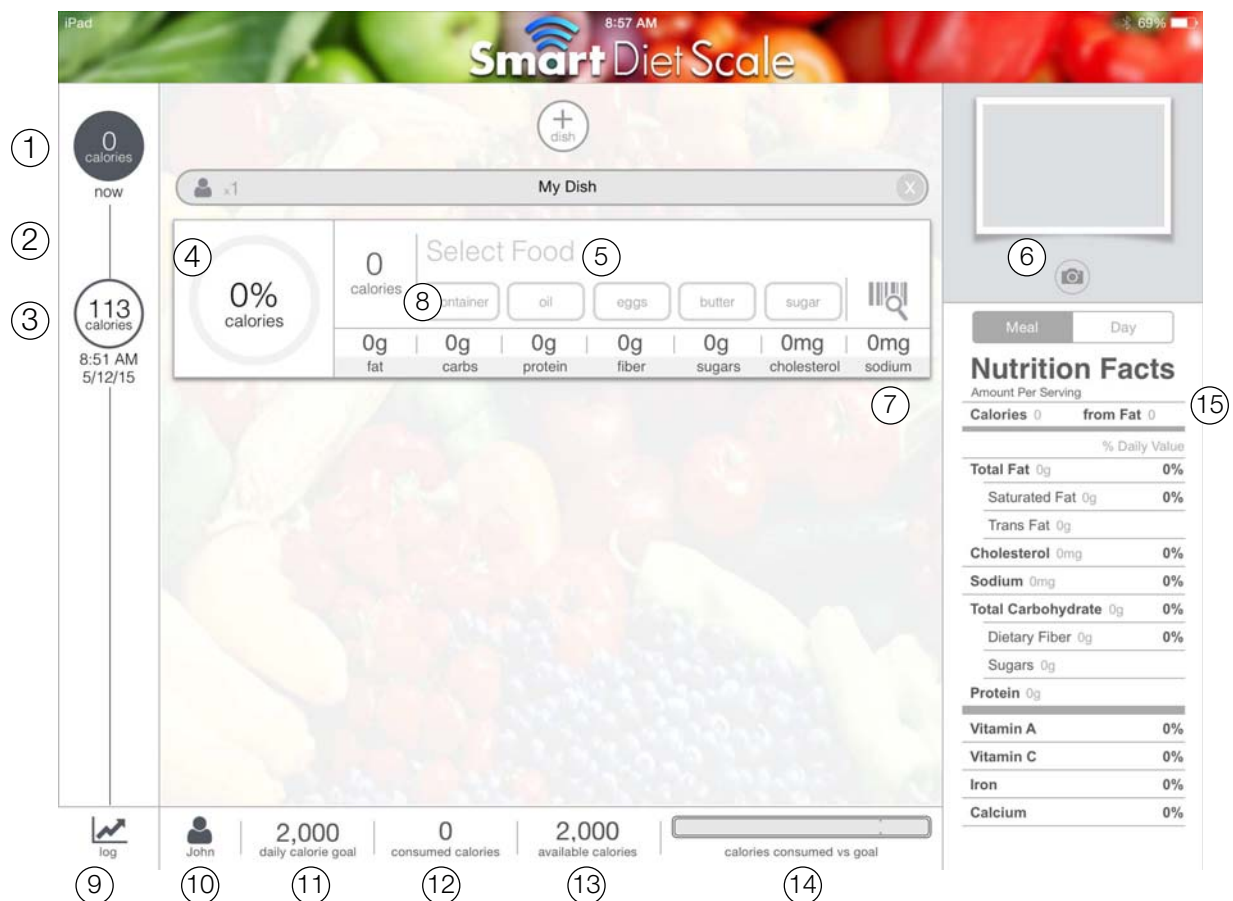 iPad 8:57 AM 69%
Smart Diet Scale
+
dish
1
0
calories
now
x1 My Dish X
2
3
113
calories
8:51 AM
5/12/15
4
0%
calories
0
calories
Select Food 5
8 ontainer oil eggs butter sugar
0g | 0g | 0g | 0g | 0g | 0mg | 0mg
fat carbs protein fiber sugars cholesterol sodium
7
6
Meal Day
Nutrition Facts
Amount Per Serving
Calories 0 from Fat 0
15
% Daily Value
Total Fat 0g 0%
Saturated Fat 0g 0%
Trans Fat 0g
Cholesterol 0mg 0%
Sodium 0mg 0%
Total Carbohydrate 0g 0%
Dietary Fiber 0g 0%
Sugars 0g
Protein 0g
Vitamin A 0%
Vitamin C 0%
Iron 0%
Calcium 0%
log
John
2,000
daily calorie goal
0
consumed calories
2,000
available calories
calories consumed vs goal
9 10 11 12 13 14